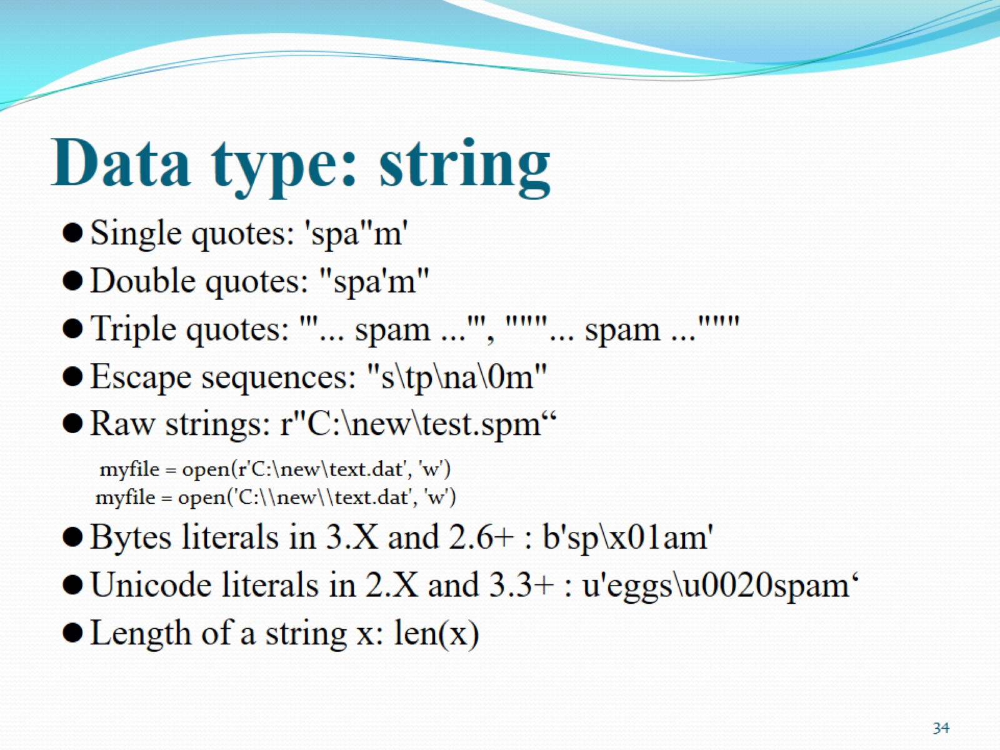 Data type: string
● Single quotes: 'spa"m'
● Double quotes: "spa'm"
● Triple quotes: '''... spam ...''', """... spam ..."""
● Escape sequences: "s\tp\na\0m"
● Raw strings: r"C:\new\test.spm“
myfile = open(r'C:\new\text.dat', 'w')
myfile = open('C:\\new\\text.dat', 'w')
● Bytes literals in 3.X and 2.6+ : b'sp\x01am'
● Unicode literals in 2.X and 3.3+ : u'eggs\u0020spam‘
● Length of a string x: len(x)
34